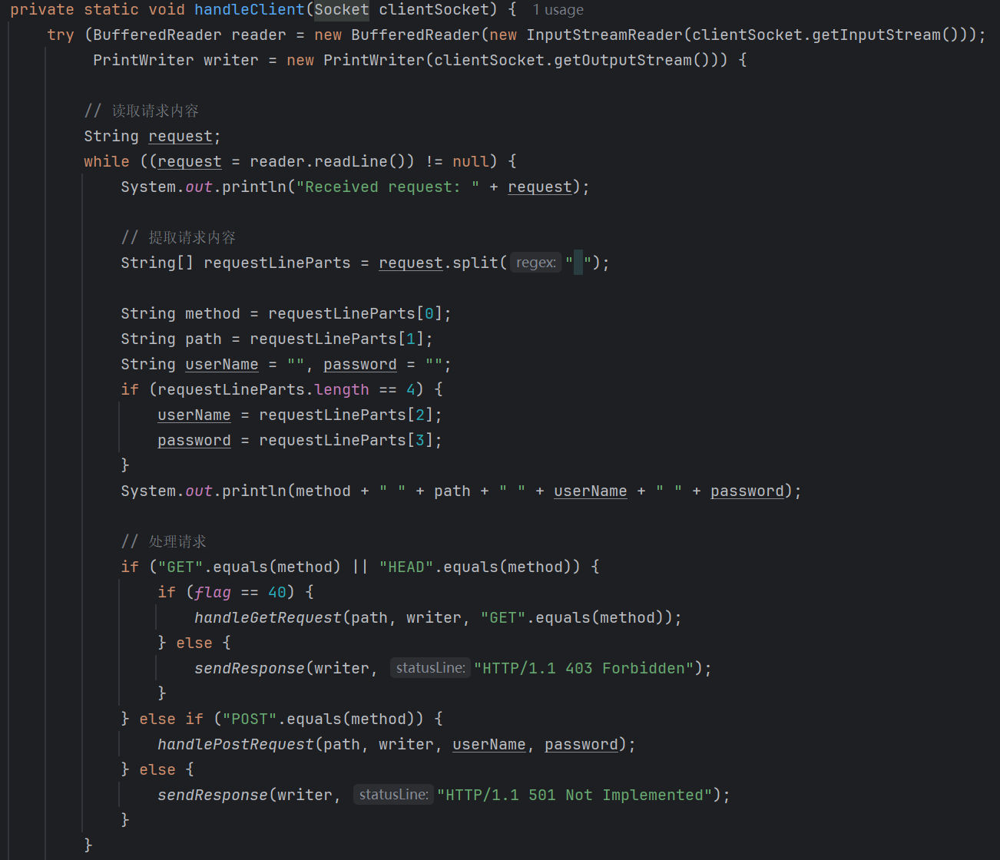 private static void handleClient(Socket clientSocket) { 1 usage
try (BufferedReader reader = new BufferedReader(new InputStreamReader(clientSocket.getInputStream()));
PrintWriter writer = new PrintWriter(clientSocket.getOutputStream())) {
// 读取请求内容
String request;
while ((request = reader.readLine()) != null) {
System.out.println("Received request: " + request);
// 提取请求内容
String[] requestLineParts = request.split( regex: " ");
String method = requestLineParts[0];
String path = requestLineParts[1];
String userName = "", password = "";
if (requestLineParts.length == 4) {
userName = requestLineParts[2];
password = requestLineParts[3];
}
System.out.println(method + " " + path + " " + userName + " " + password);
// 处理请求
if ("GET".equals(method) || "HEAD".equals(method)) {
if (flag == 40) {
handleGetRequest(path, writer, "GET".equals(method));
} else {
sendResponse(writer, statusLine: "HTTP/1.1 403 Forbidden");
}
} else if ("POST".equals(method)) {
handlePostRequest(path, writer, userName, password);
} else {
sendResponse(writer, statusLine: "HTTP/1.1 501 Not Implemented");
}
}